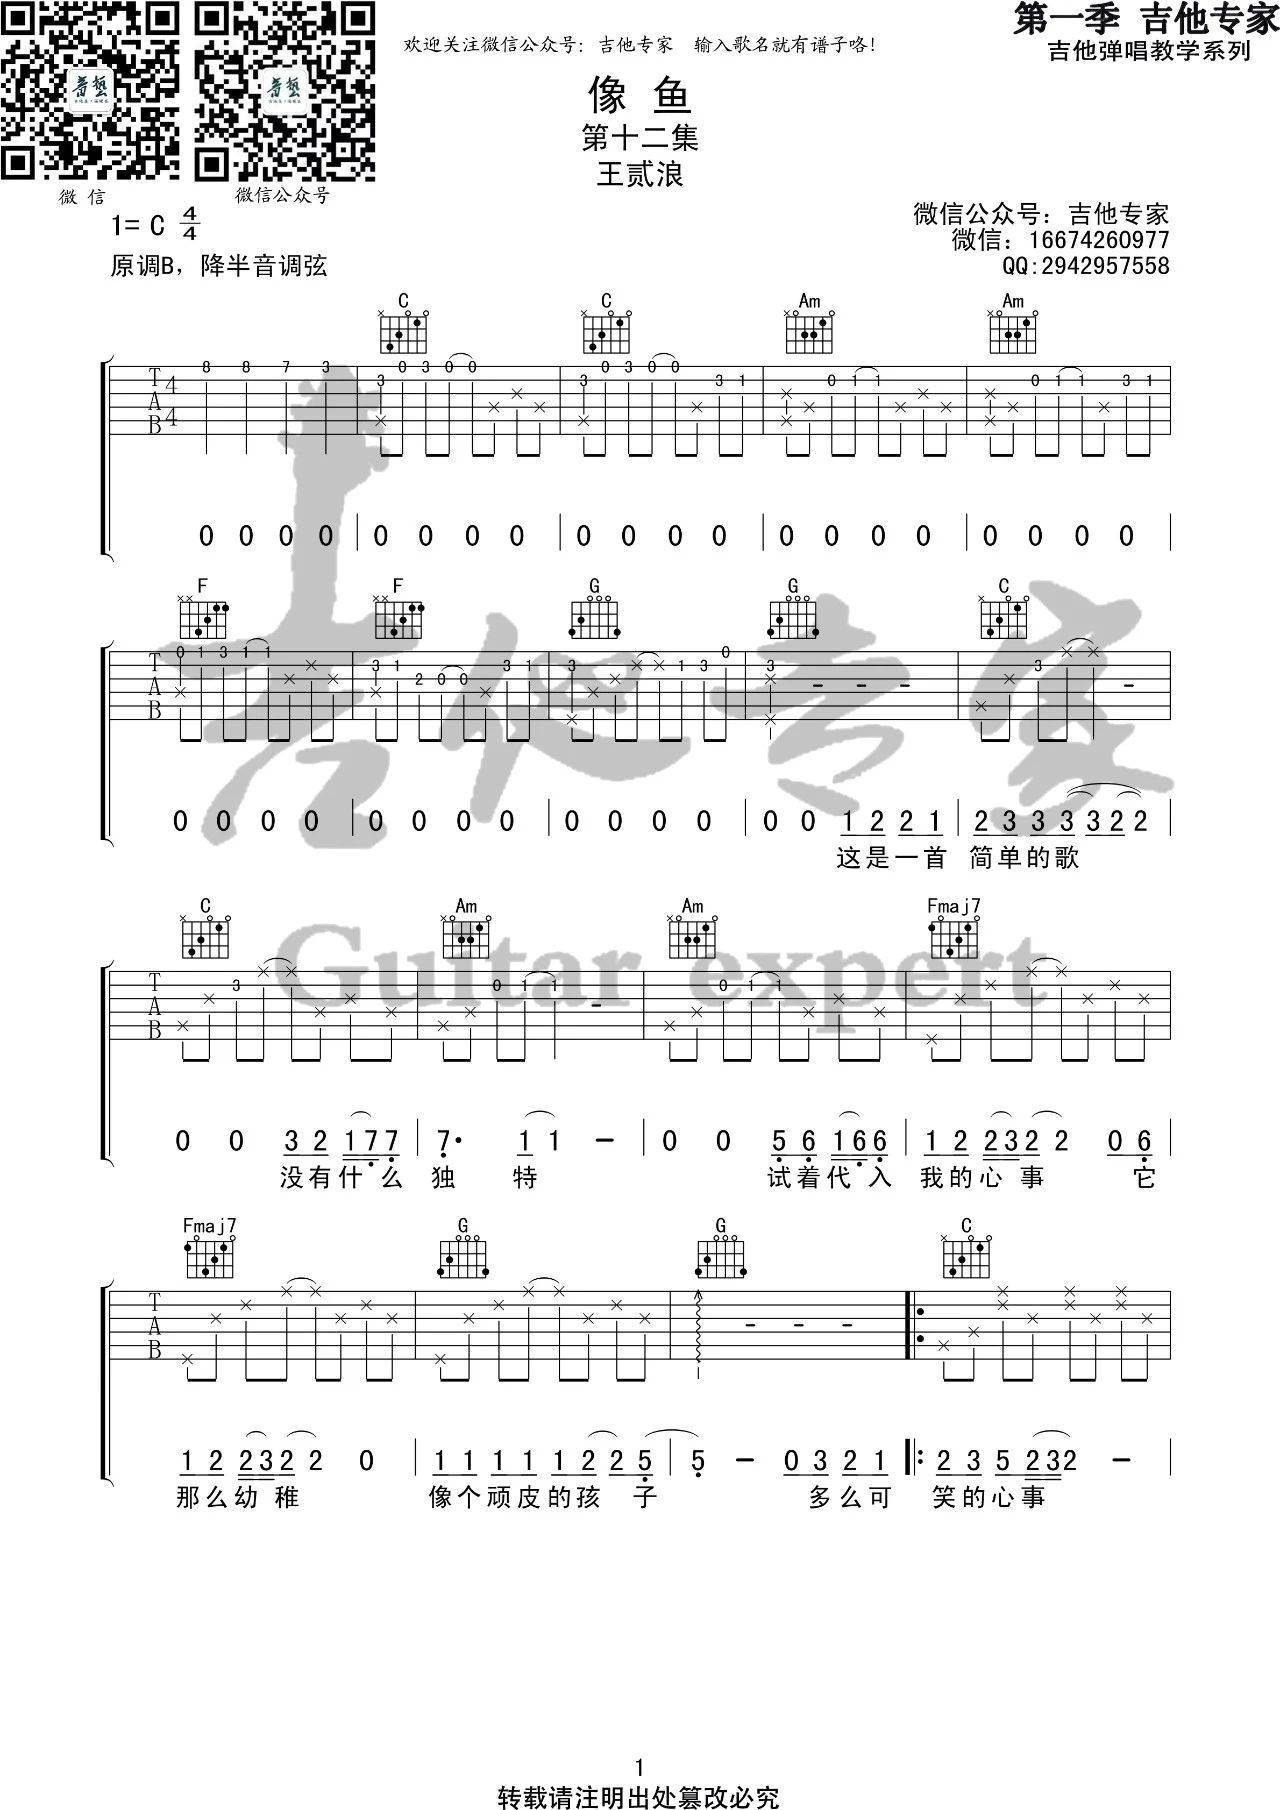 第一季 吉他专家
吉他弹唱教学系列
欢迎关注微信公众号：吉他专家 输入歌名就有谱子咯！
像 鱼
第十二集
王贰浪
微 信
微信公众号
1= C 4/4
原调B，降半音调弦
微信公众号：吉他专家
微信：16674260977
QQ:2942957558
C C Am Am
T A B 4 4
8 8 7 3 3 0 3 0 0 3 0 3 0 0 3 1 0 1 1 0 1 1 3 1
0 0 0 0 0 0 0 0 0 0 0 0 0 0 0 0 0 0 0 0
F F G G C
T A B
0 1 3 1 1 3 1 2 0 0 3 1 3 1 3 0 3 - - - 3 -
0 0 0 0 0 0 0 0 0 0 0 0 0 0 1 2 2 1 2 3 3 3 3 2 2
这是一首 简单的歌
C Am Am Fmaj7
T A B
3 0 1 1 - 0 1 1
0 0 3 2 1 7 7 7· 1 1 - 0 0 5 6 1 6 6 1 2 2 3 2 2 0 6
没有什么 独 特 试着代入 我的心事 它
Fmaj7 G G C
T A B
- - -
1 2 2 3 2 2 0 1 1 1 1 1 2 2 5 5 - 0 3 2 1 2 3 5 2 3 2 -
那么幼稚 像个顽皮的孩 子 多么可 笑的心事
吉他专家
Guitar expert
1
转载请注明出处篡改必究